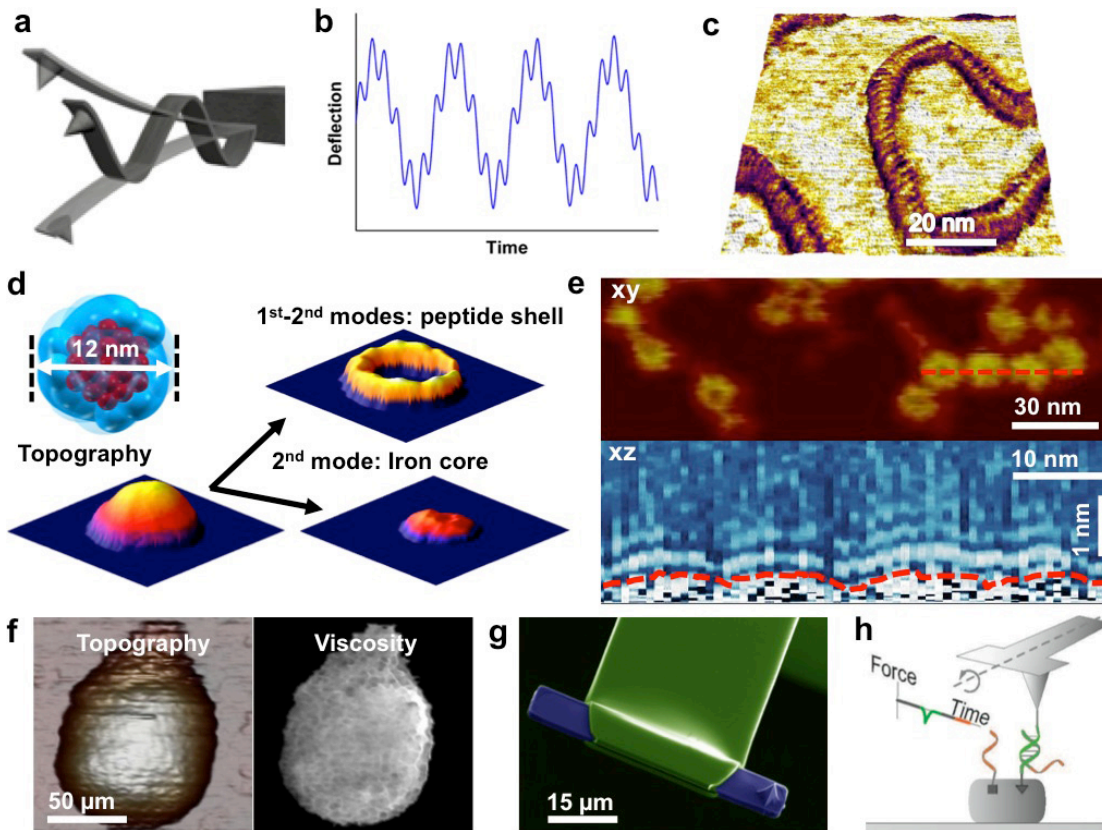 a
b
Deflection
Time
c
20 nm
d
12 nm
1st-2nd modes: peptide shell
Topography
2nd mode: Iron core
e
xy
30 nm
xz
10 nm
1 nm
f
Topography
Viscosity
50 µm
g
15 µm
h
Force
Time